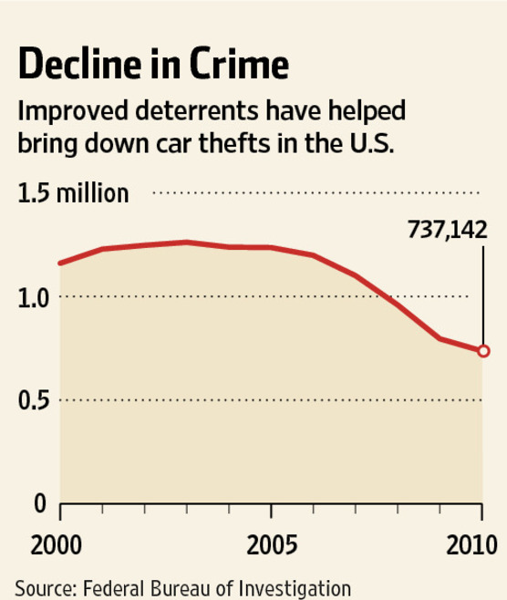 Decline in Crime
Improved deterrents have helped
bring down car thefts in the U.S.
1.5 million
737,142
1.0
0.5
0
2000 2005 2010
Source: Federal Bureau of Investigation